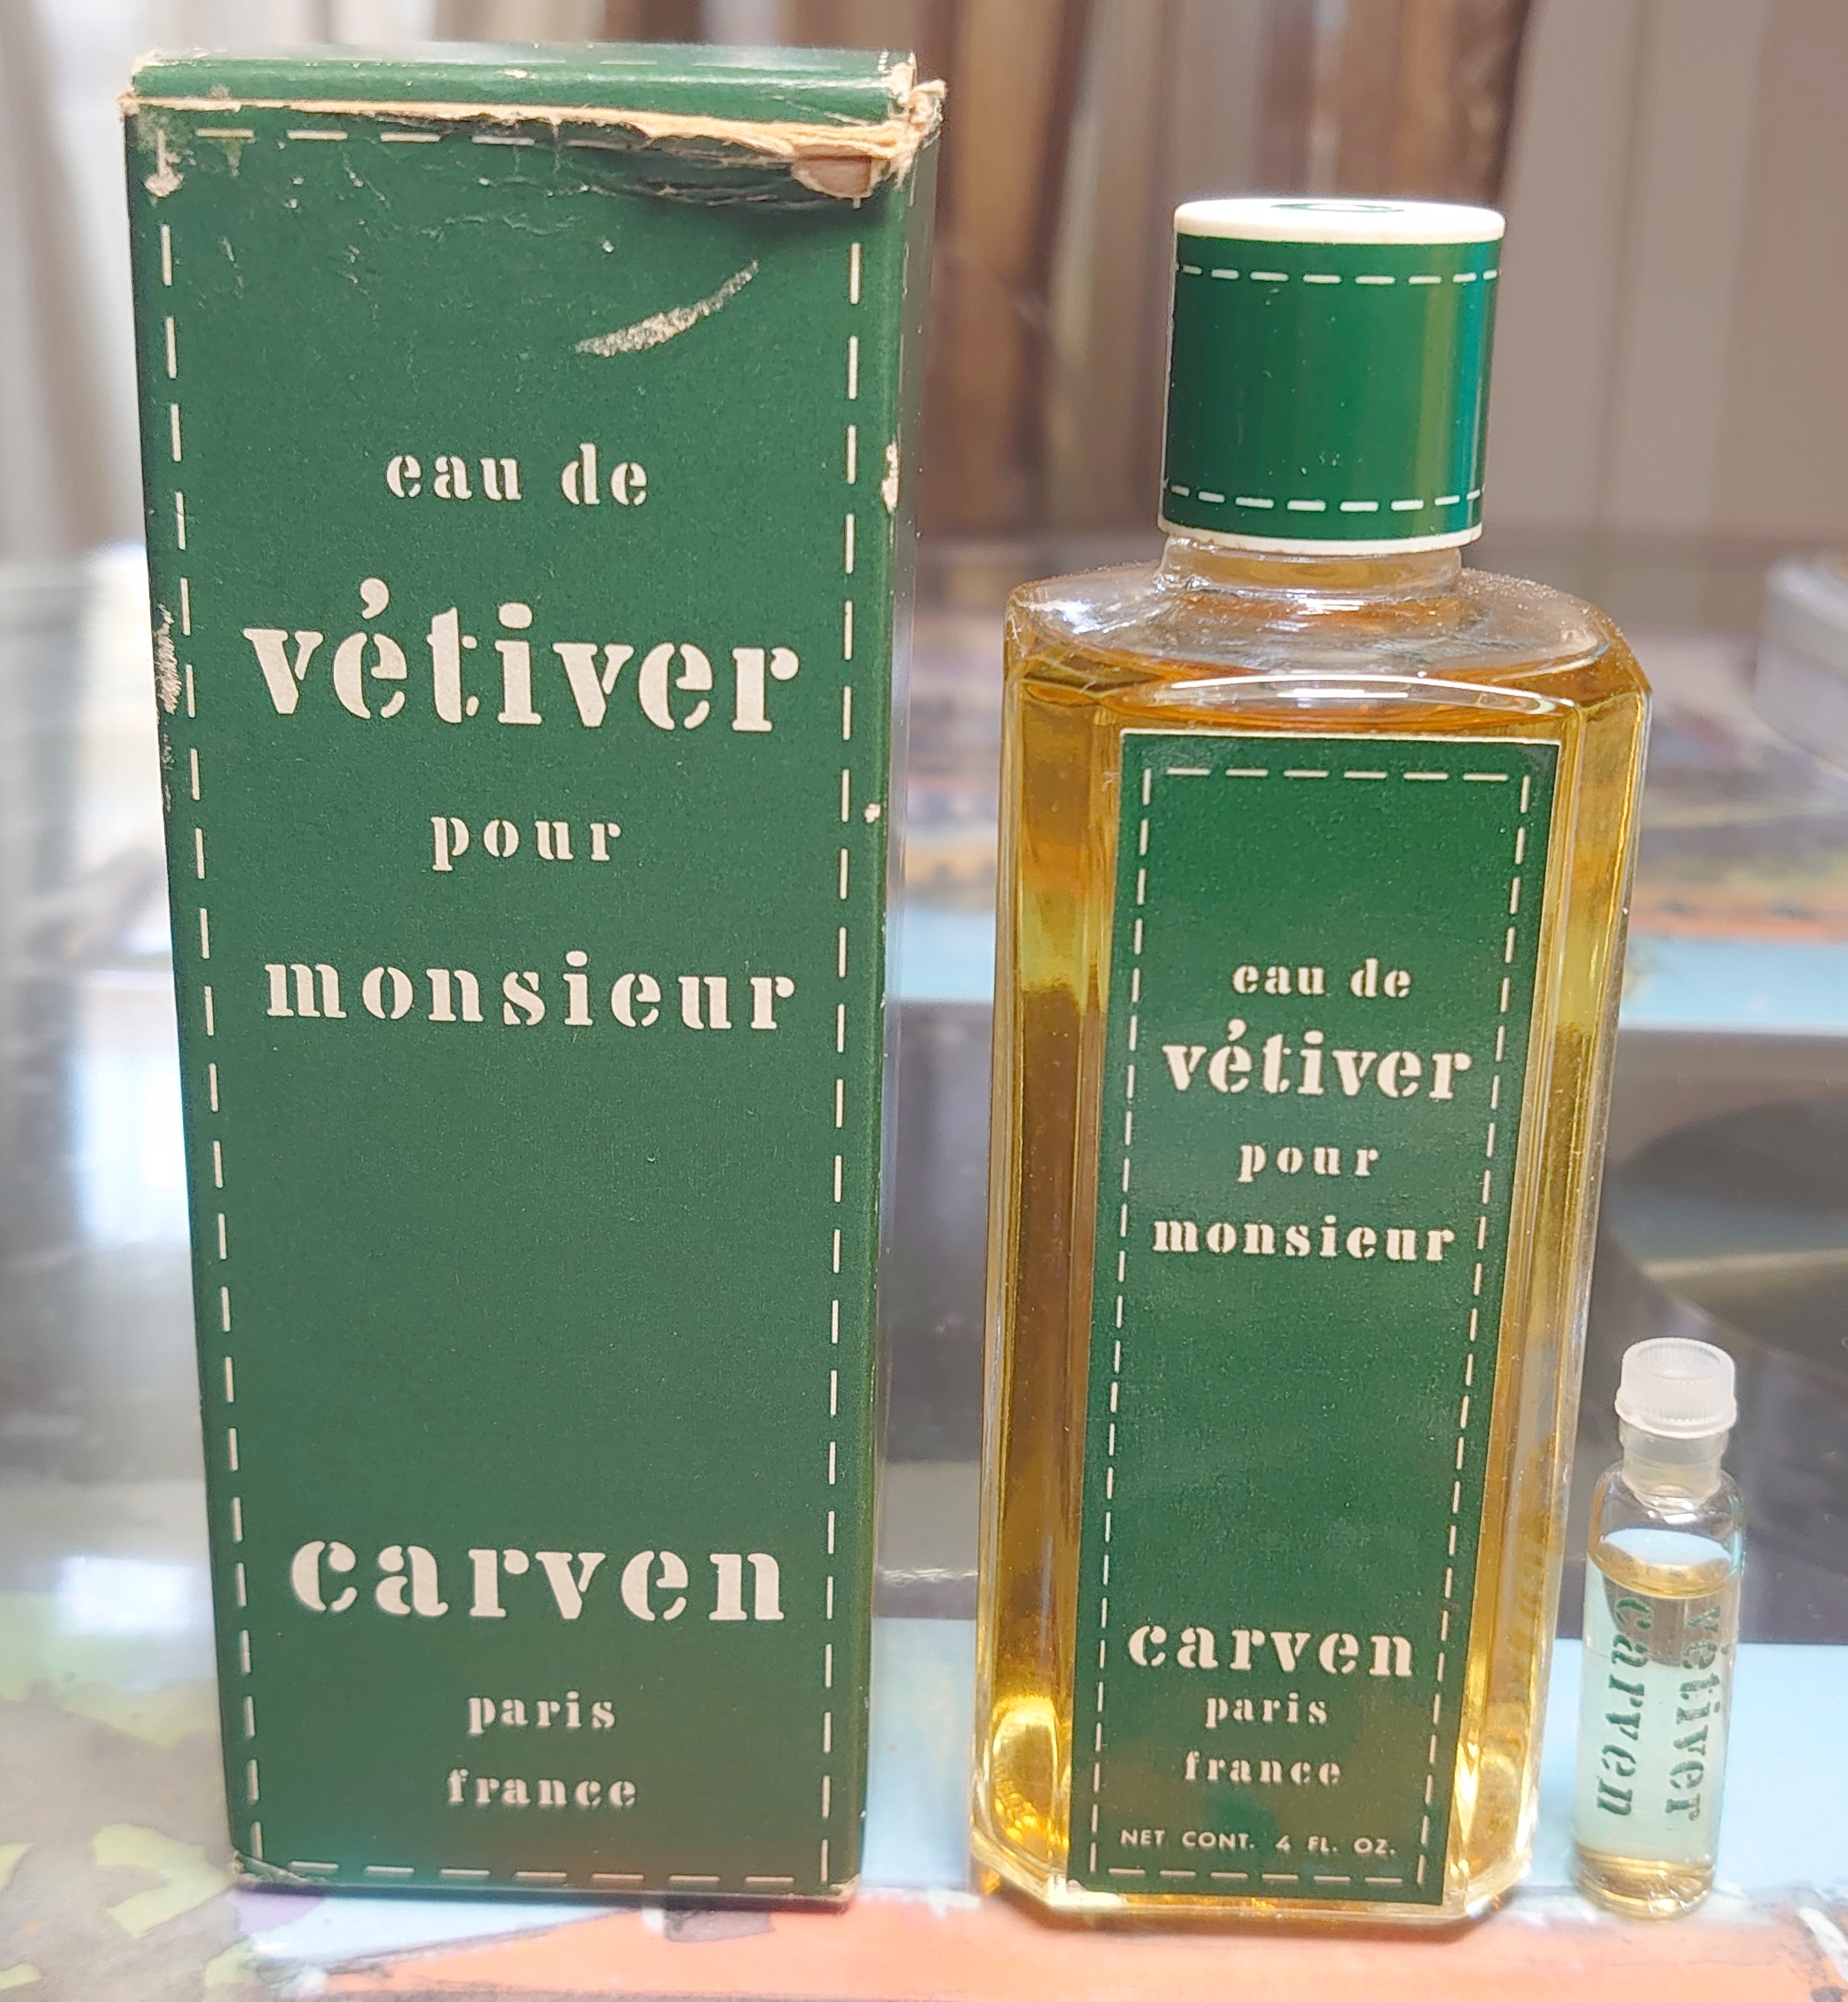 eau de
vétiver
pour
monsieur
carven
paris
france
eau de
vétiver
pour
monsieur
carven
paris
france
NET CONT. 4 FL. OZ.
vétiver
carven